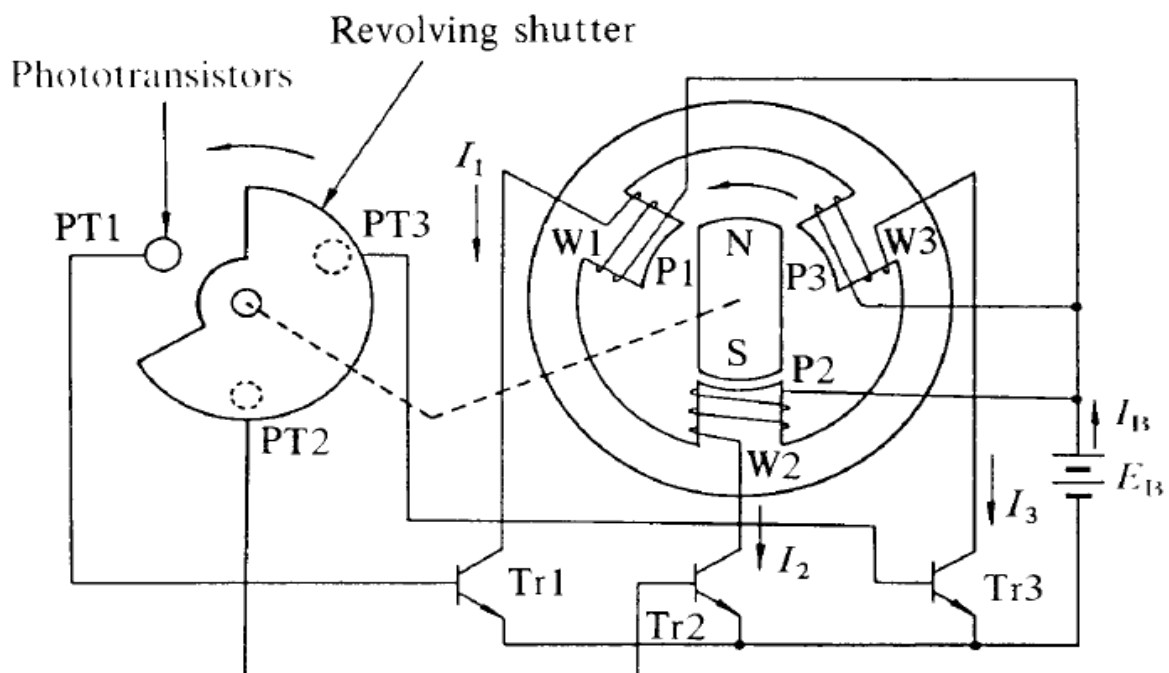 Revolving shutter
Phototransistors
I1
PT1
PT3
W1
P1
N
P3
W3
S
P2
PT2
W2
IB
EB
I3
I2
Tr1
Tr2
Tr3